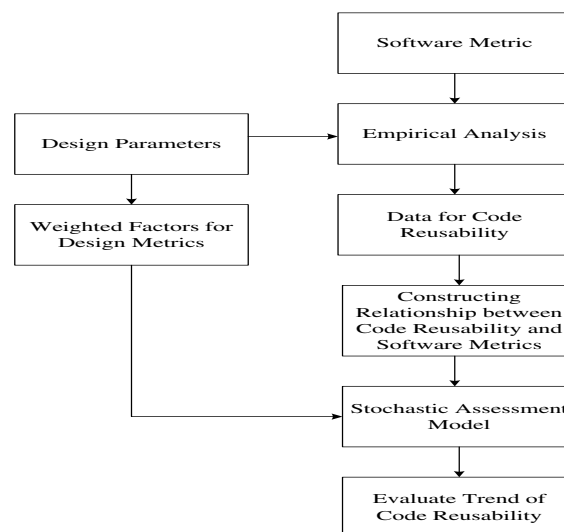 Software Metric
Design Parameters
Empirical Analysis
Weighted Factors for
Design Metrics
Data for Code
Reusability
Constructing
Relationship between
Code Reusability and
Software Metrics
Stochastic Assessment
Model
Evaluate Trend of
Code Reusability